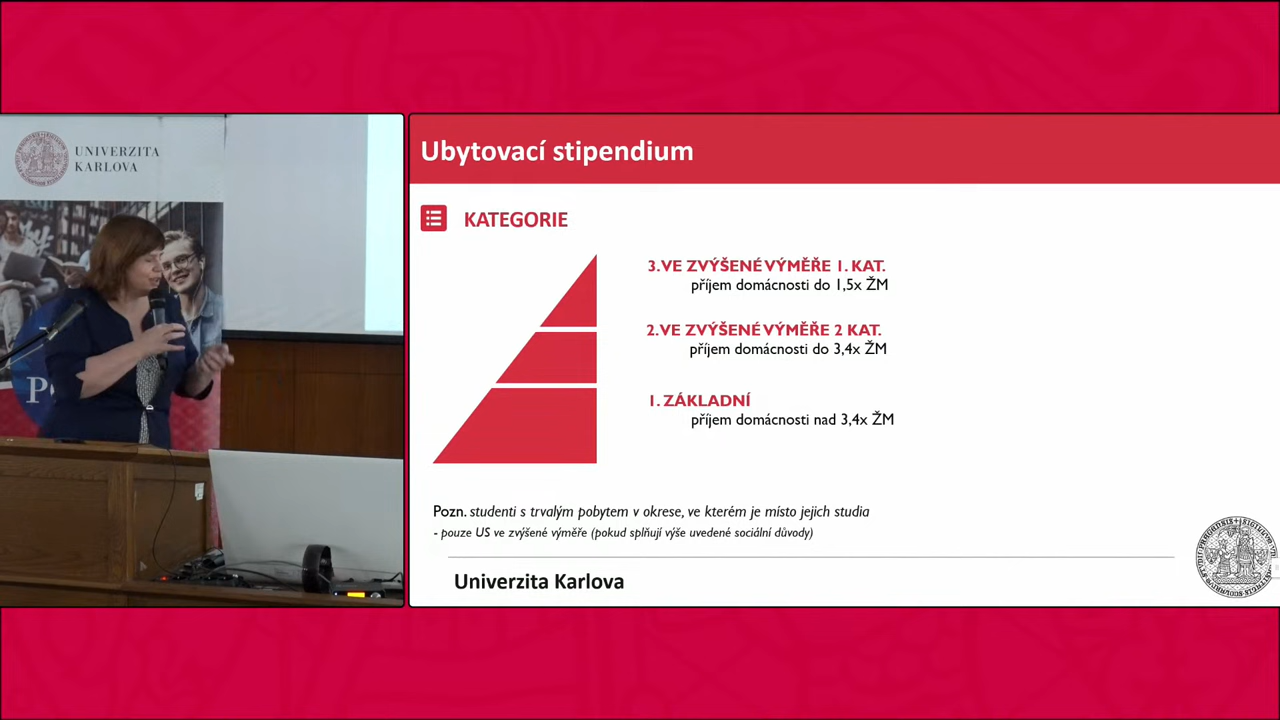 UNIVERZITA
KARLOVA
Ubytovací stipendium
KATEGORIE
3. VE ZVÝŠENÉ VÝMĚŘE 1. KAT.
příjem domácnosti do 1,5x ŽM
2. VE ZVÝŠENÉ VÝMĚŘE 2 KAT.
příjem domácnosti do 3,4x ŽM
1. ZÁKLADNÍ
příjem domácnosti nad 3,4x ŽM
Pozn. studenti s trvalým pobytem v okrese, ve kterém je místo jejich studia
- pouze US ve zvýšené výměře (pokud splňují výše uvedené sociální důvody)
Univerzita Karlova